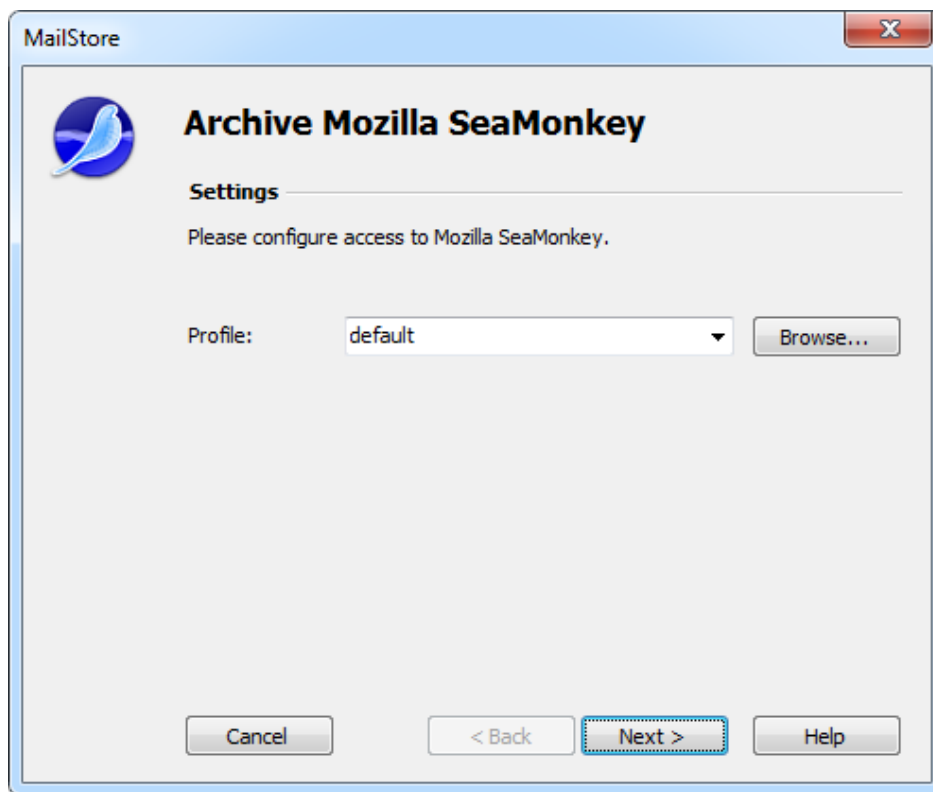 MailStore
Archive Mozilla SeaMonkey
Settings
Please configure access to Mozilla SeaMonkey.
Profile: default Browse...
Cancel < Back Next > Help